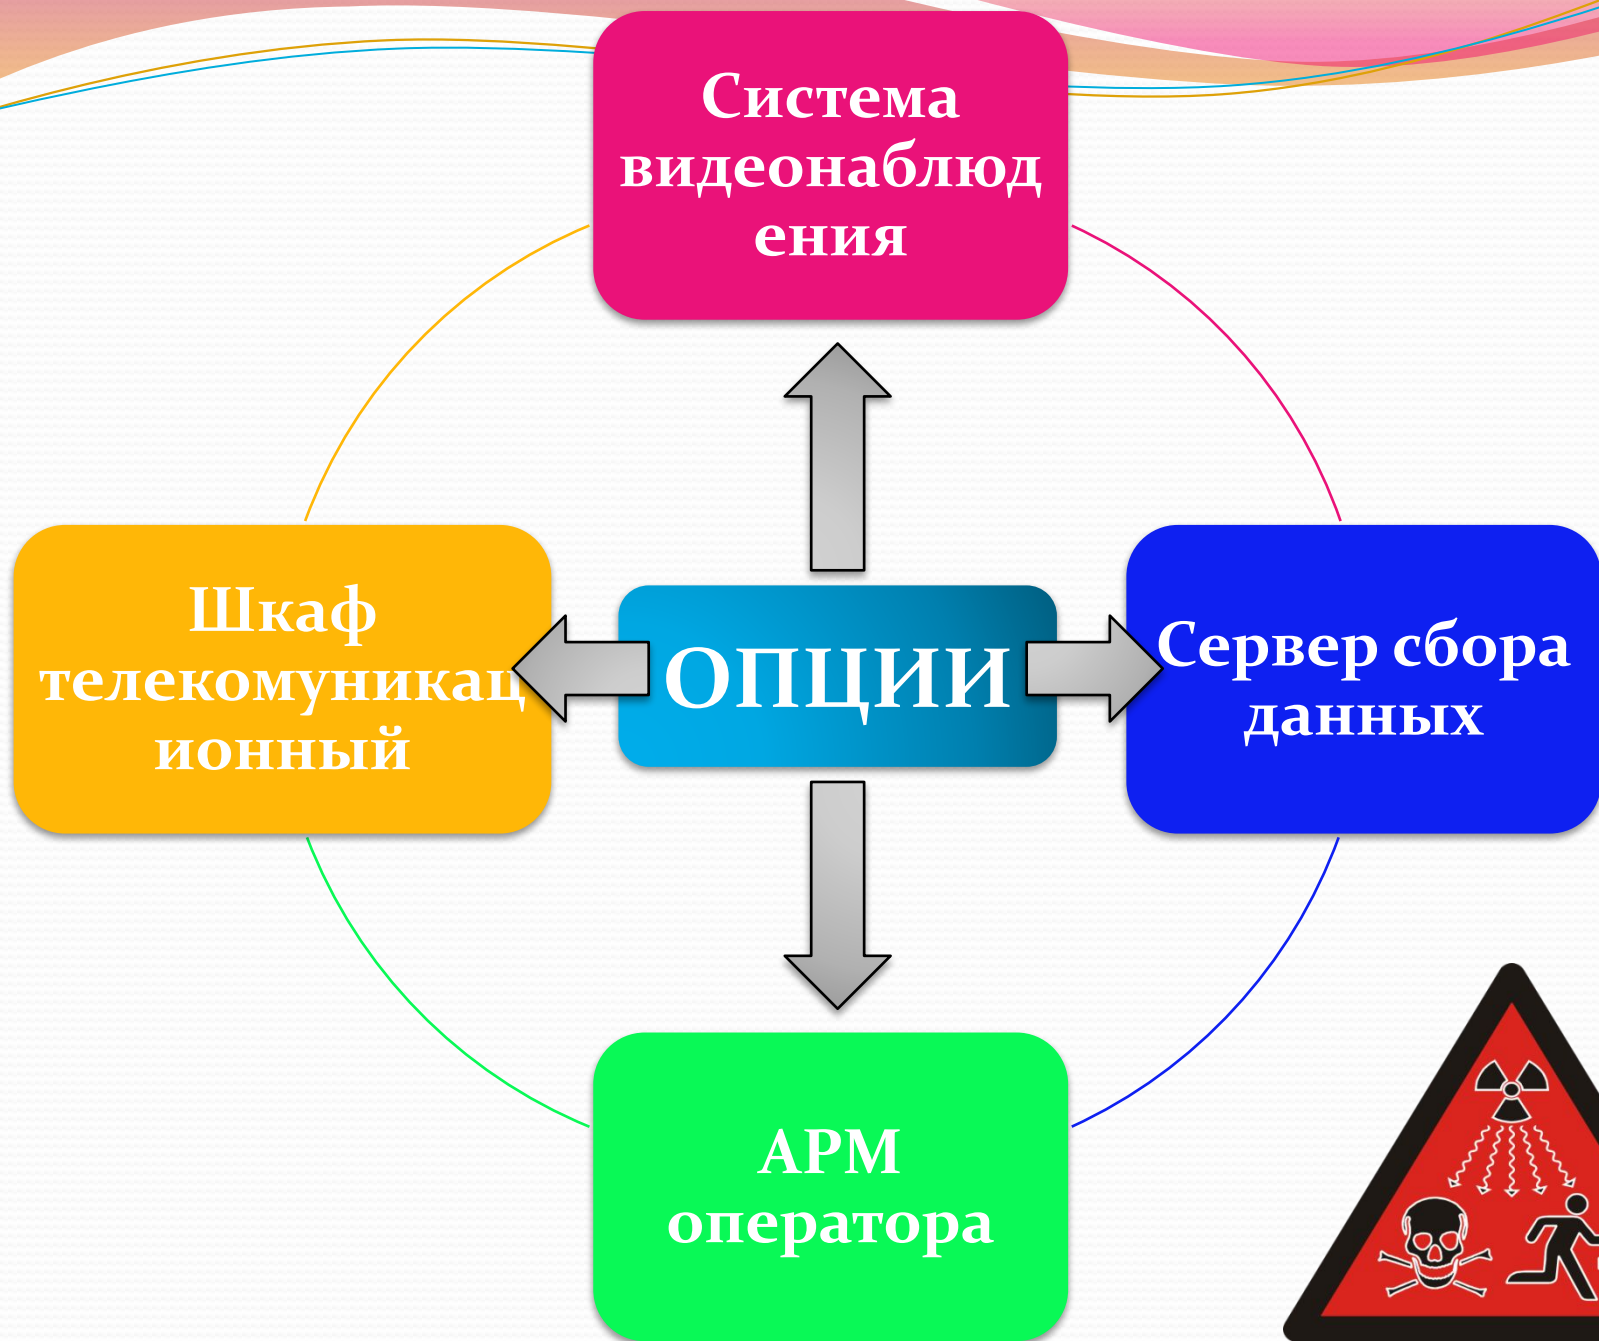 Система
видеонаблюд
ения
Шкаф
телекомуникац
ионный
ОПЦИИ
Сервер сбора
данных
АРМ
оператора